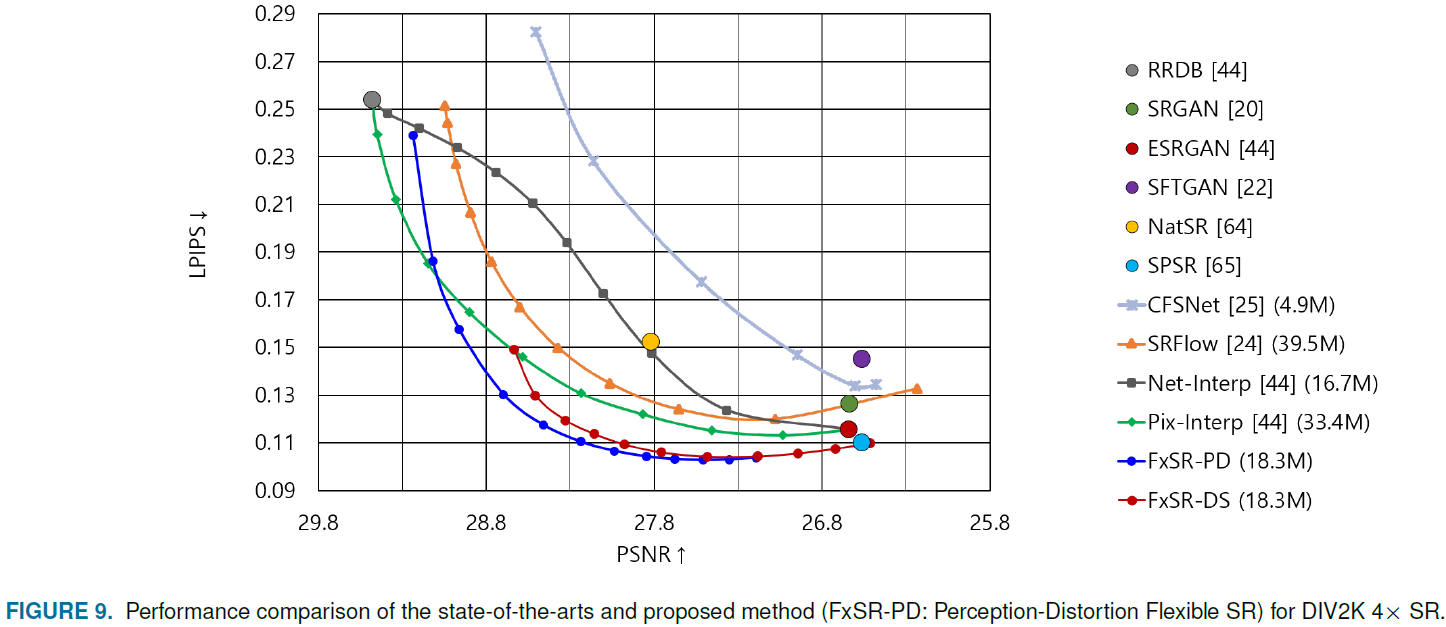 0.29
0.27
0.25
0.23
0.21
0.19
0.17
0.15
0.13
0.11
0.09
LPIPS ↓
29.8 28.8 27.8 26.8 25.8
PSNR ↑
RRDB [44]
SRGAN [20]
ESRGAN [44]
SFTGAN [22]
NatSR [64]
SPSR [65]
CFSNet [25] (4.9M)
SRFlow [24] (39.5M)
Net-Interp [44] (16.7M)
Pix-Interp [44] (33.4M)
FxSR-PD (18.3M)
FxSR-DS (18.3M)
FIGURE 9. Performance comparison of the state-of-the-arts and proposed method (FxSR-PD: Perception-Distortion Flexible SR) for DIV2K 4× SR.